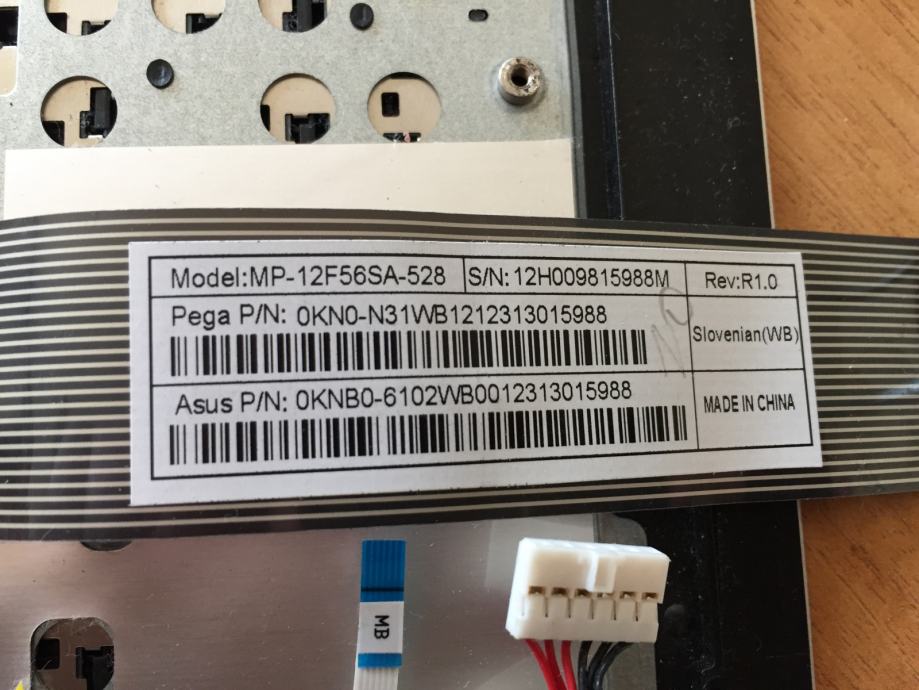 Model:MP-12F56SA-528
S/N: 12H009815988M
Rev:R1.0
Pega P/N: 0KN0-N31WB1212313015988
Slovenian(WB)
Asus P/N: 0KNB0-6102WB0012313015988
MADE IN CHINA
MB